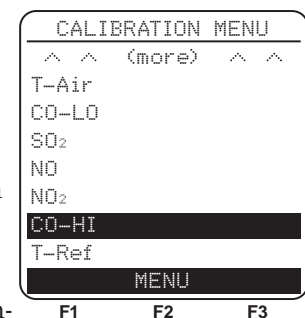 CALIBRATION MENU
^ ^ (more) ^ ^
T-Air
CO-LO
SO₂
NO
NO₂
CO-HI
T-Ref
MENU
F1 F2 F3